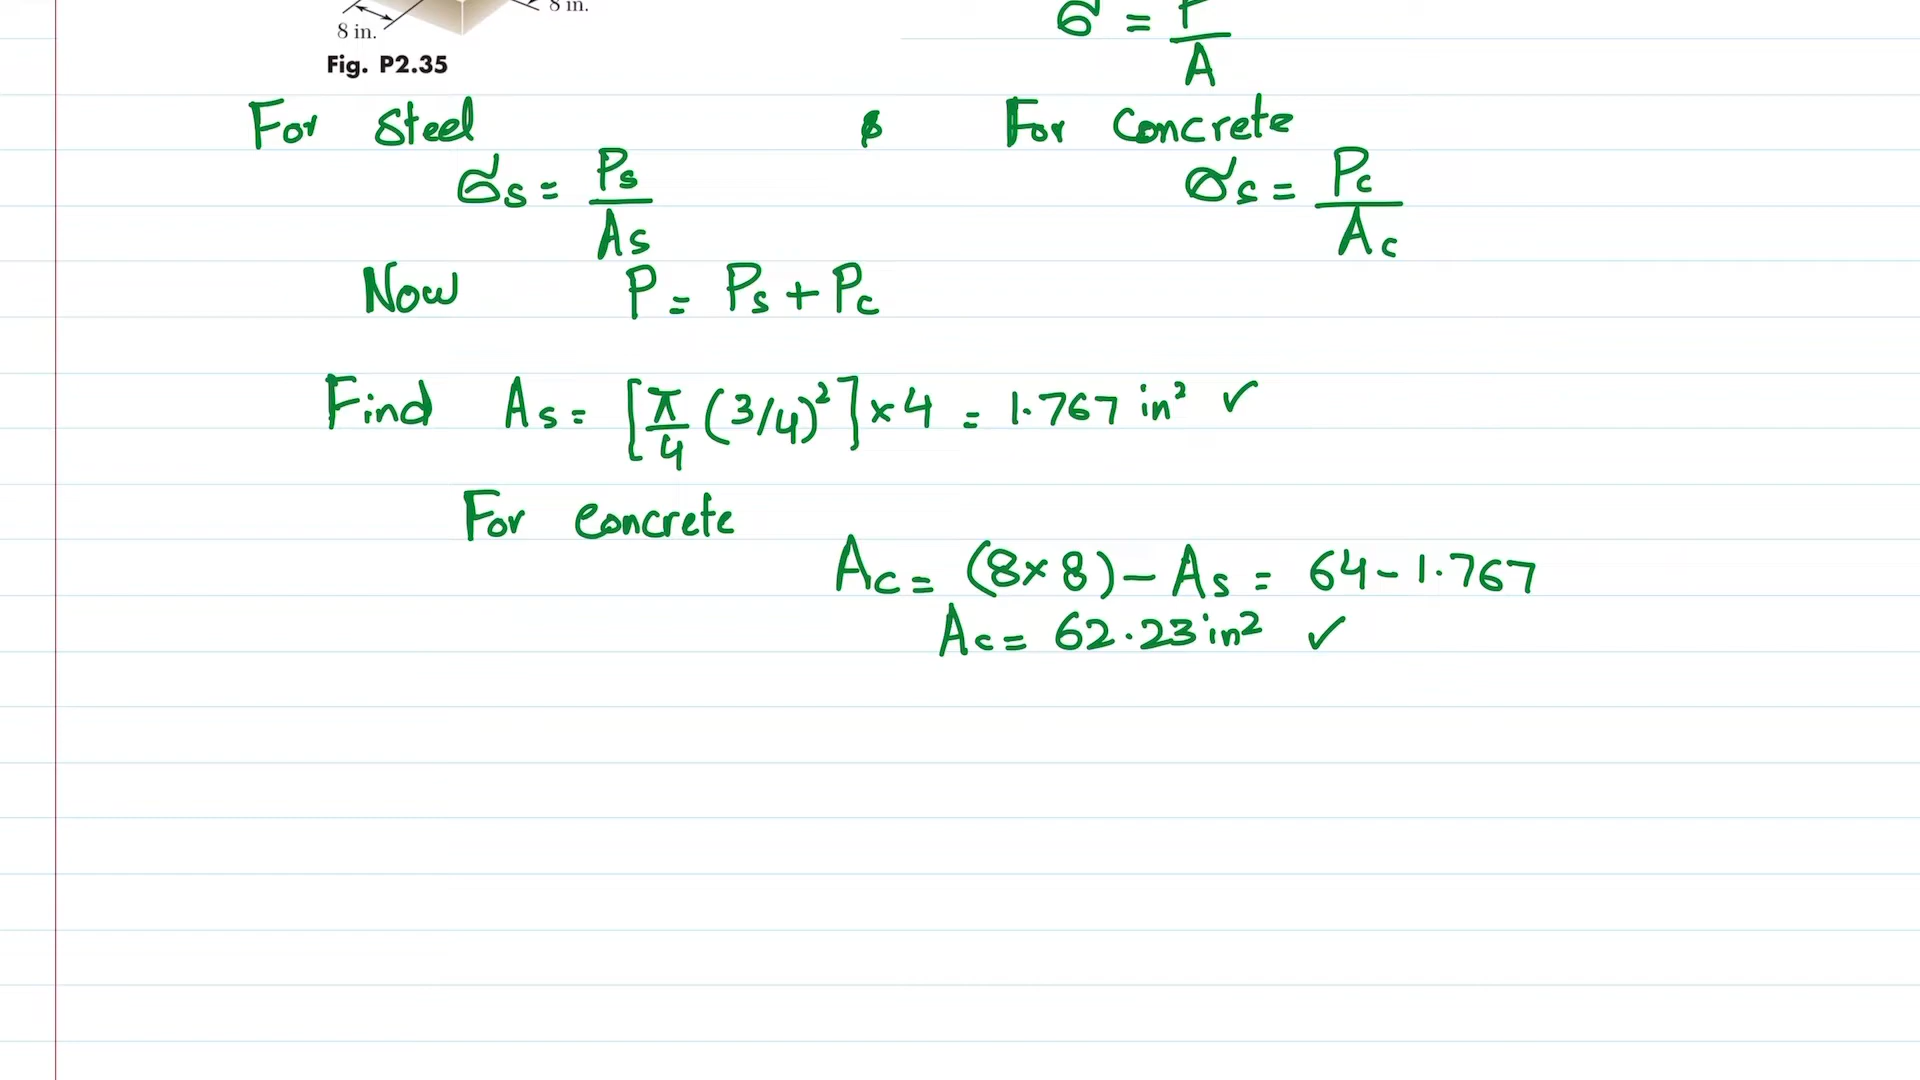 8 in.
8 in.
Fig. P2.35
σ = P/A
For Steel & For Concrete
σs = Ps/As σc = Pc/Ac
Now P = Ps + Pc
Find As = [π/4 (3/4)²] × 4 = 1.767 in² ✓
For Concrete
Ac = (8×8) - As = 64 - 1.767
Ac = 62.23 in² ✓